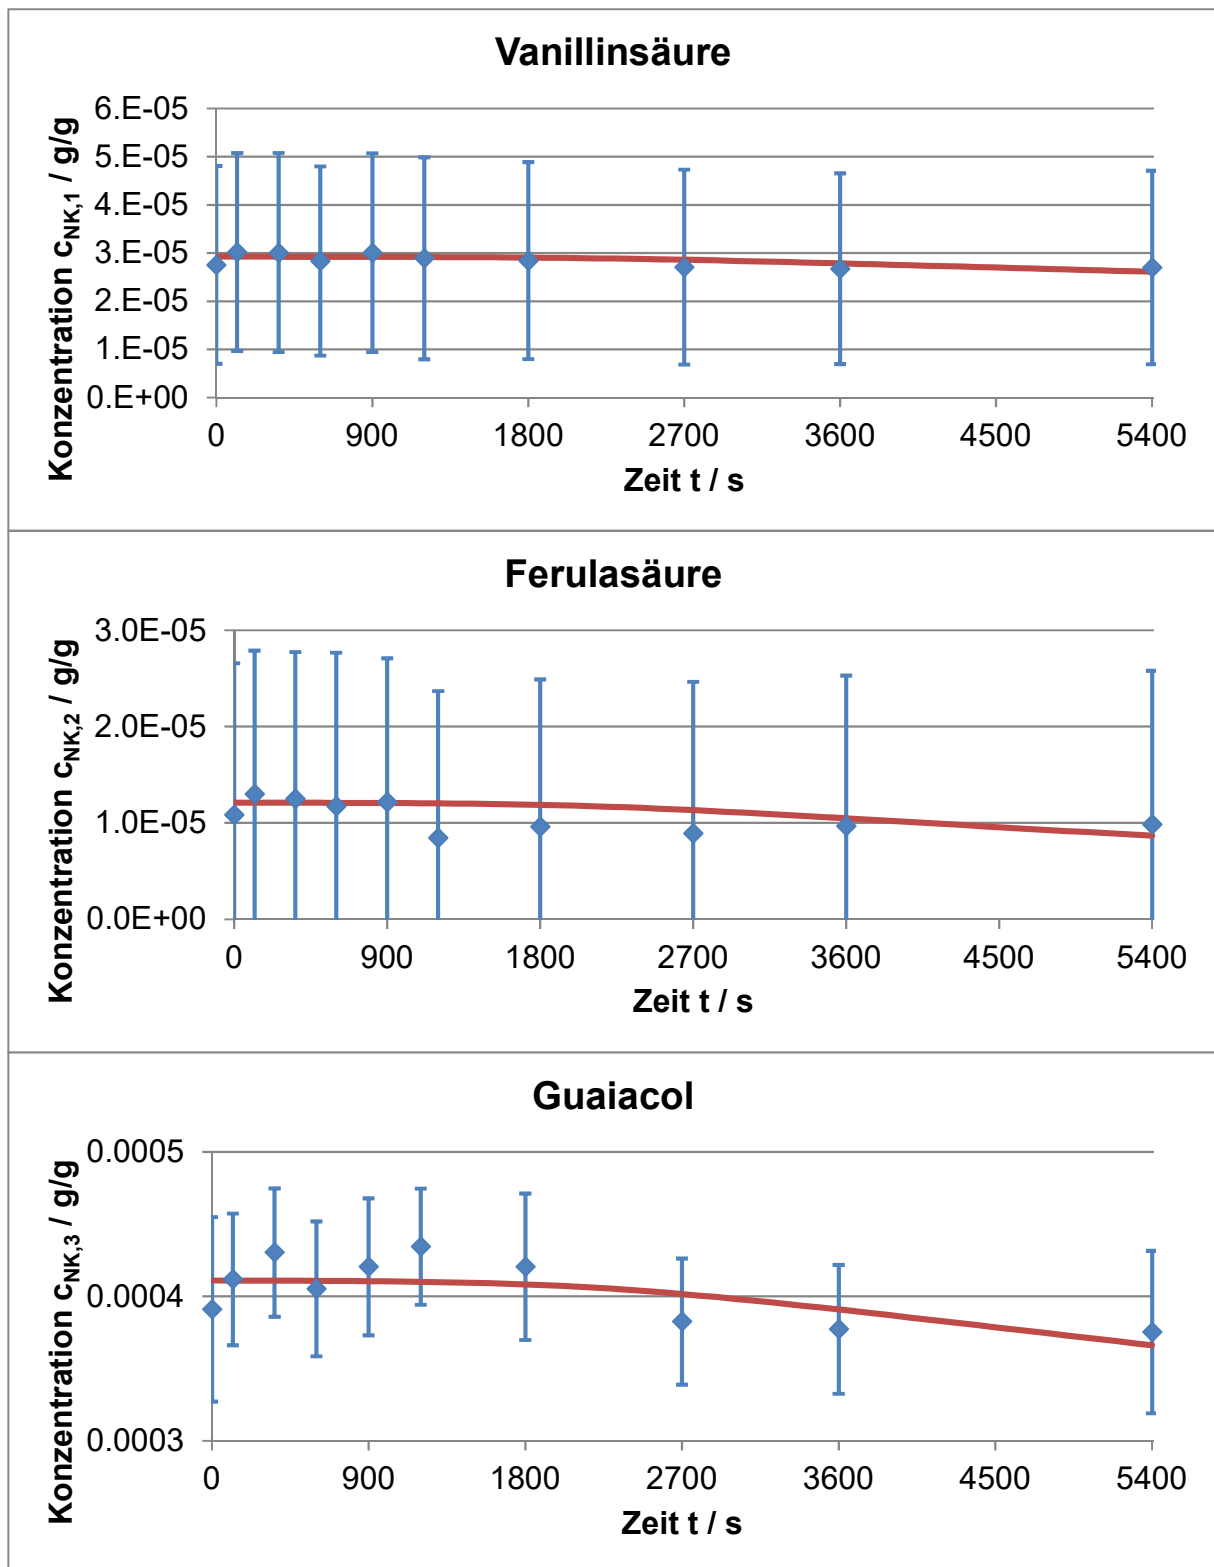 Vanillinsäure
Konzentration c_NK,1 / g/g
6.E-05
5.E-05
4.E-05
3.E-05
2.E-05
1.E-05
0.E+00
0 900 1800 2700 3600 4500 5400
Zeit t / s
Ferulasäure
Konzentration c_NK,2 / g/g
3.0E-05
2.0E-05
1.0E-05
0.0E+00
0 900 1800 2700 3600 4500 5400
Zeit t / s
Guaiacol
Konzentration c_NK,3 / g/g
0.0005
0.0004
0.0003
0 900 1800 2700 3600 4500 5400
Zeit t / s